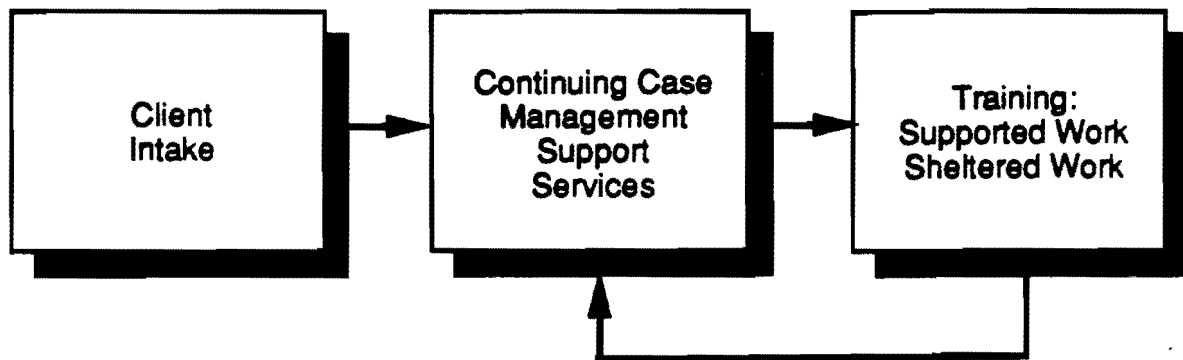 Client
Intake
Continuing Case
Management
Support
Services
Training:
Supported Work
Sheltered Work